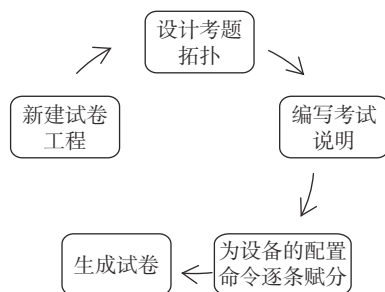 设计考题
拓扑
新建试卷
工程
编写考试
说明
为设备的配置
命令逐条赋分
生成试卷